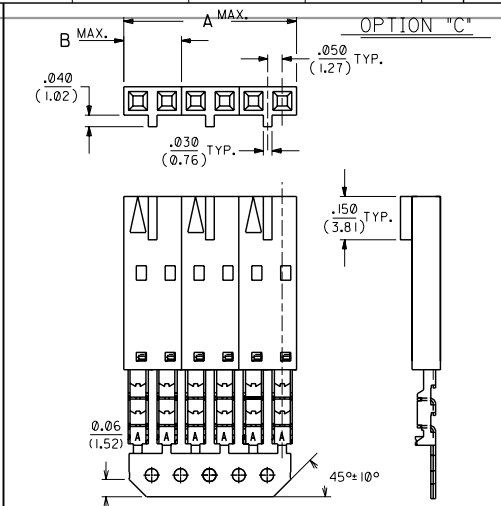 A MAX.
OPTION "C"
B MAX.
.050
(1.27) TYP.
.040
(1.02)
.030
(0.76) TYP.
.150
(3.81) TYP.
0.06
(1.52)
A A A A A A
45°±10°